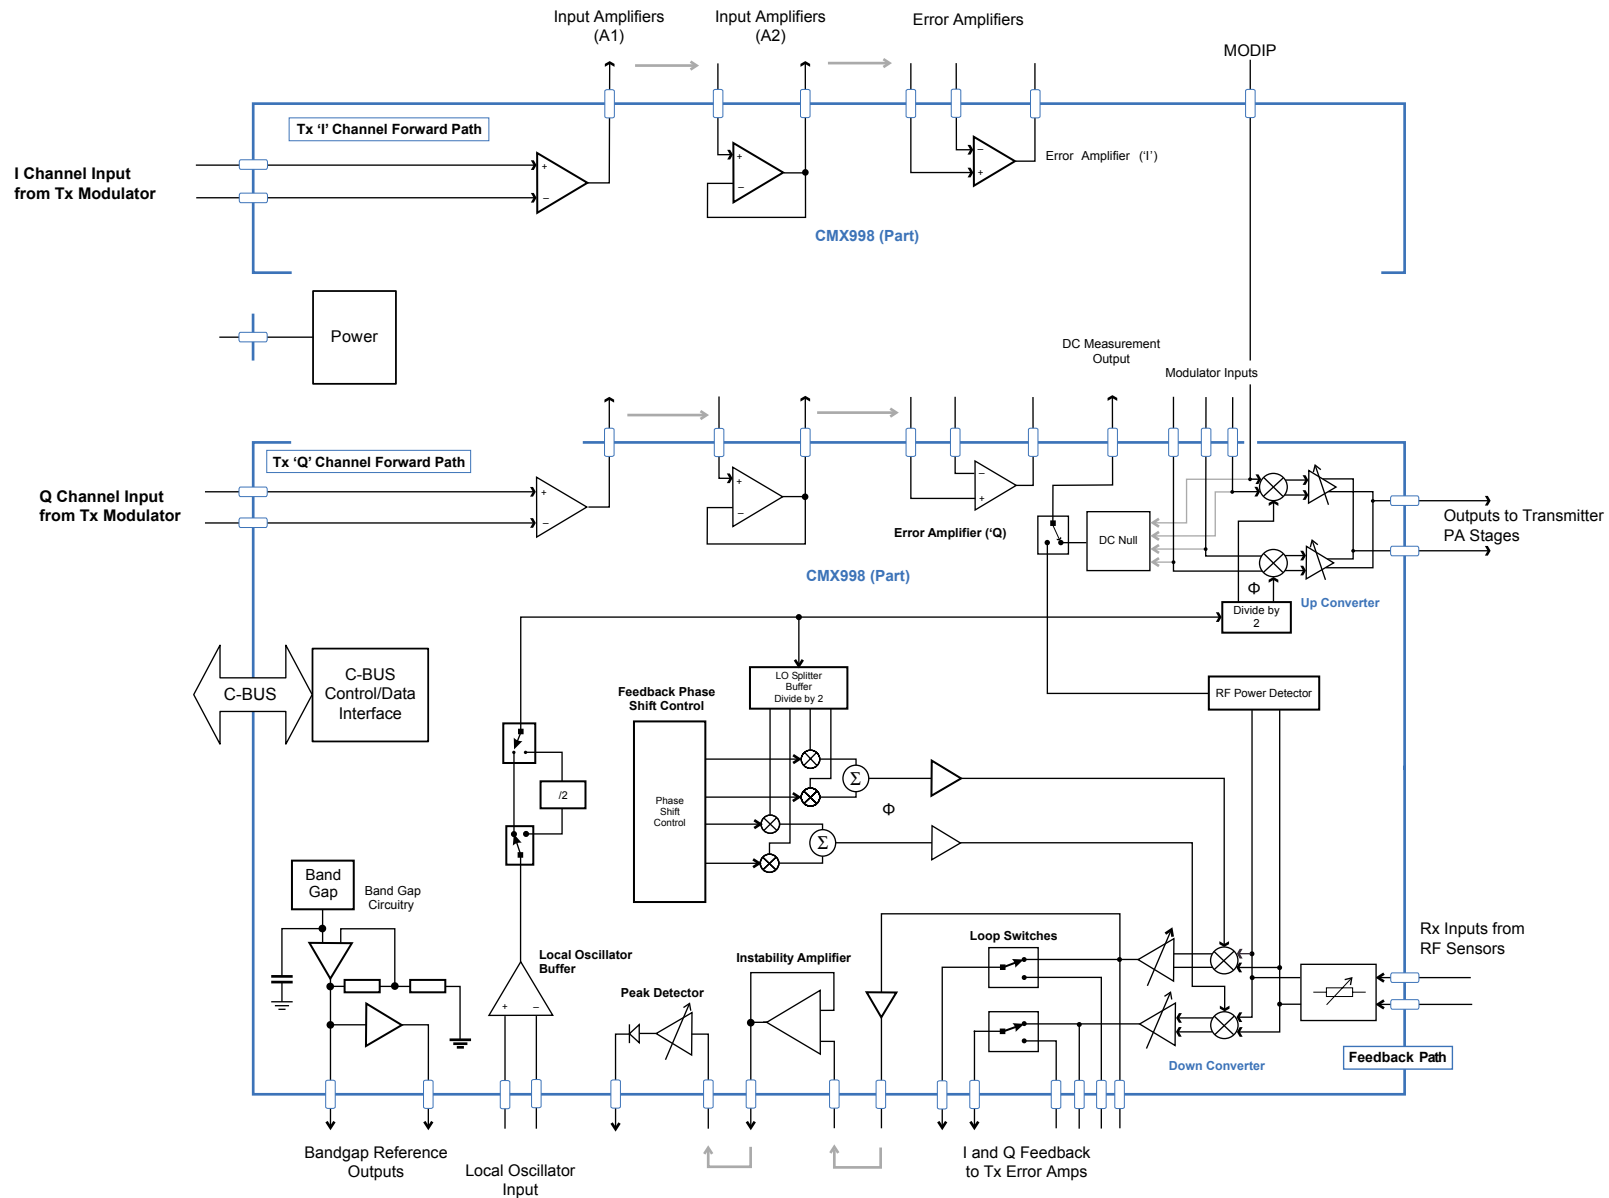 Input Amplifiers
(A1)
Input Amplifiers
(A2)
Error Amplifiers
MODIP
Tx ‘I’ Channel Forward Path
I Channel Input
from Tx Modulator
+
–
+
–
–
+
Error Amplifier (‘I’)
CMX998 (Part)
Power
DC Measurement
Output
Modulator Inputs
Tx ‘Q’ Channel Forward Path
Q Channel Input
from Tx Modulator
+
–
+
–
–
+
Error Amplifier (‘Q)
DC Null
Outputs to Transmitter
PA Stages
CMX998 (Part)
Φ
Up Converter
Divide by
2
C-BUS
C-BUS
Control/Data
Interface
LO Splitter
Buffer
Divide by 2
Feedback Phase
Shift Control
RF Power Detector
/2
Phase
Shift
Control
Σ
Φ
Σ
Band
Gap
Band Gap
Circuitry
Local Oscillator
Buffer
+
–
Peak Detector
Instability Amplifier
Loop Switches
Rx Inputs from
RF Sensors
Down Converter
Feedback Path
Bandgap Reference
Outputs
Local Oscillator
Input
I and Q Feedback
to Tx Error Amps